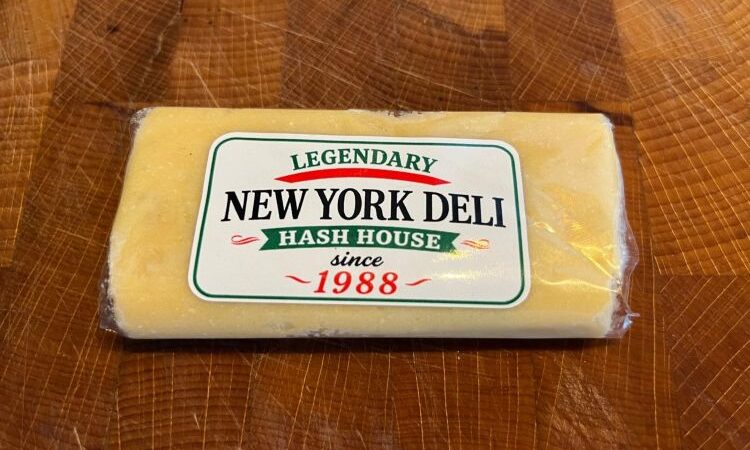 LEGENDARY
NEW YORK DELI
HASH HOUSE
since
1988